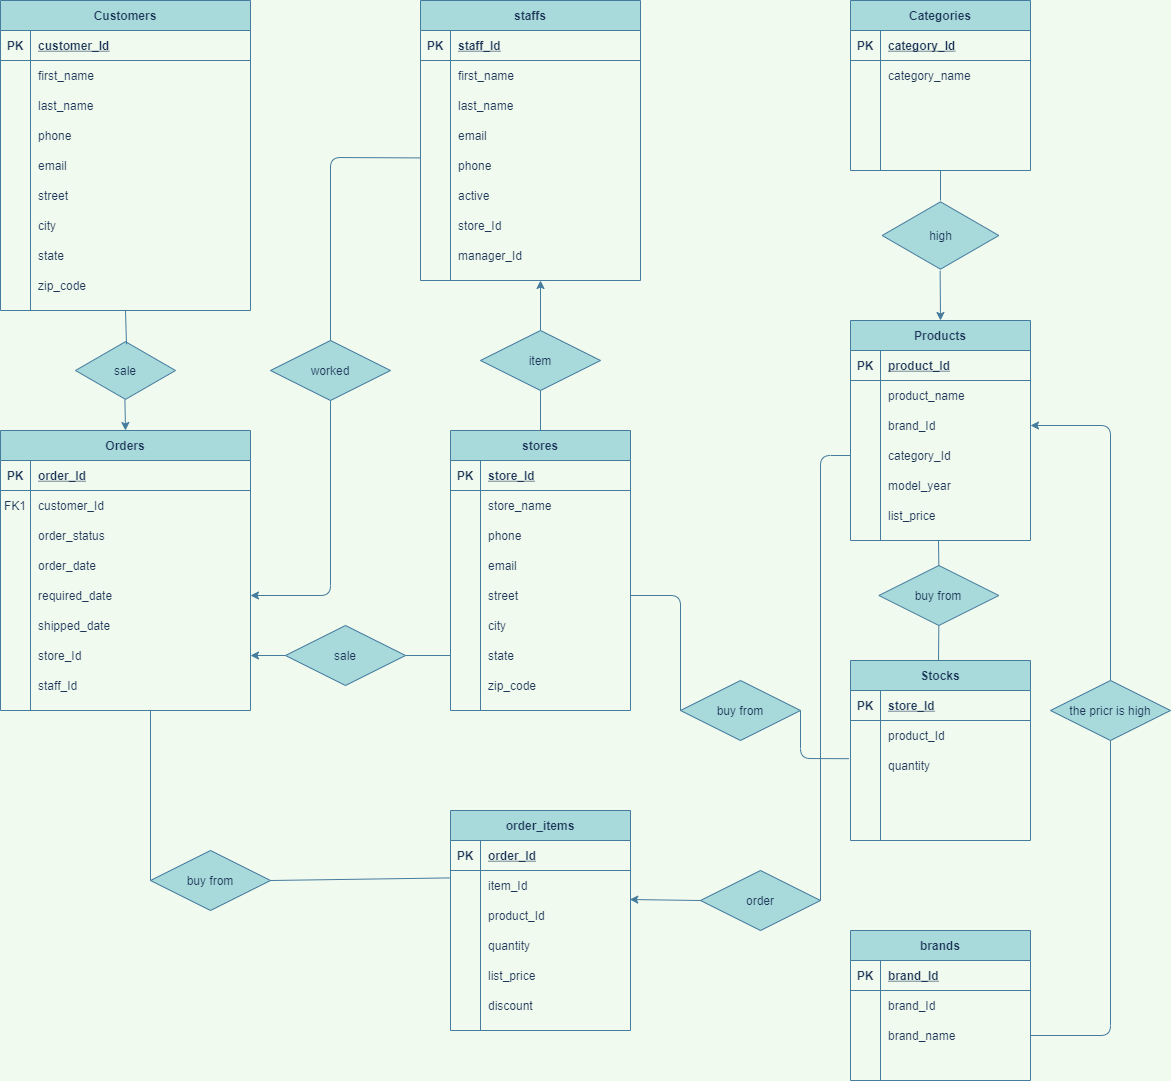 Customers
PK customer_Id
first_name
last_name
phone
email
street
city
state
zip_code
staffs
PK staff_Id
first_name
last_name
email
phone
active
store_Id
manager_Id
Categories
PK category_Id
category_name
high
sale
worked
item
Products
PK product_Id
product_name
brand_Id
category_Id
model_year
list_price
Orders
PK order_Id
FK1 customer_Id
order_status
order_date
required_date
shipped_date
store_Id
staff_Id
stores
PK store_Id
store_name
phone
email
street
city
state
zip_code
sale
buy from
buy from
Stocks
PK store_Id
product_Id
quantity
the pricr is high
order_items
PK order_Id
item_Id
product_Id
quantity
list_price
discount
buy from
order
brands
PK brand_Id
brand_Id
brand_name